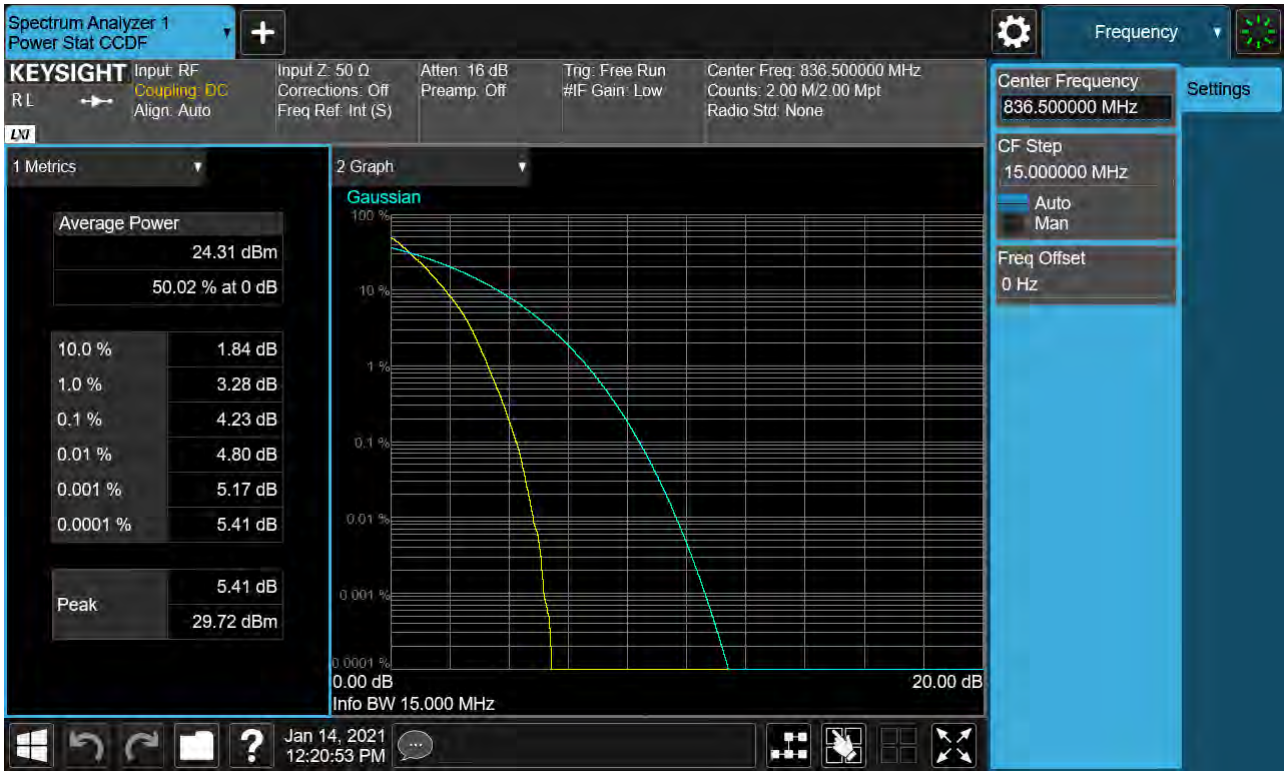 Spectrum Analyzer 1
Power Stat CCDF
Frequency
KEYSIGHT
RL
LXI
Input: RF
Coupling: DC
Align: Auto
Input Z: 50 Ω
Corrections: Off
Freq Ref: Int (S)
Atten: 16 dB
Preamp: Off
Trig: Free Run
#IF Gain: Low
Center Freq: 836.500000 MHz
Counts: 2.00 M/2.00 Mpt
Radio Std: None
Center Frequency
836.500000 MHz
Settings
CF Step
15.000000 MHz
Auto
Man
Freq Offset
0 Hz
1 Metrics
Average Power
24.31 dBm
50.02 % at 0 dB
10.0 % 1.84 dB
1.0 % 3.28 dB
0.1 % 4.23 dB
0.01 % 4.80 dB
0.001 % 5.17 dB
0.0001 % 5.41 dB
Peak
5.41 dB
29.72 dBm
2 Graph
Gaussian
100 %
10 %
1 %
0.1 %
0.01 %
0.001 %
0.0001 %
0.00 dB 20.00 dB
Info BW 15.000 MHz
?
Jan 14, 2021
12:20:53 PM